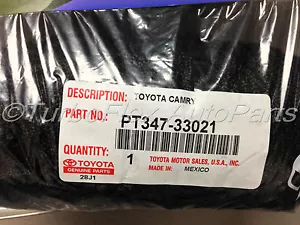 DESCRIPTION: TOYOTA CAMRY
PART NO.: PT347-33021
QUANTITY: 1
TOYOTA MOTOR SALES, U.S.A., INC.
MADE IN: MEXICO
TOYOTA
GENUINE PARTS
28J1